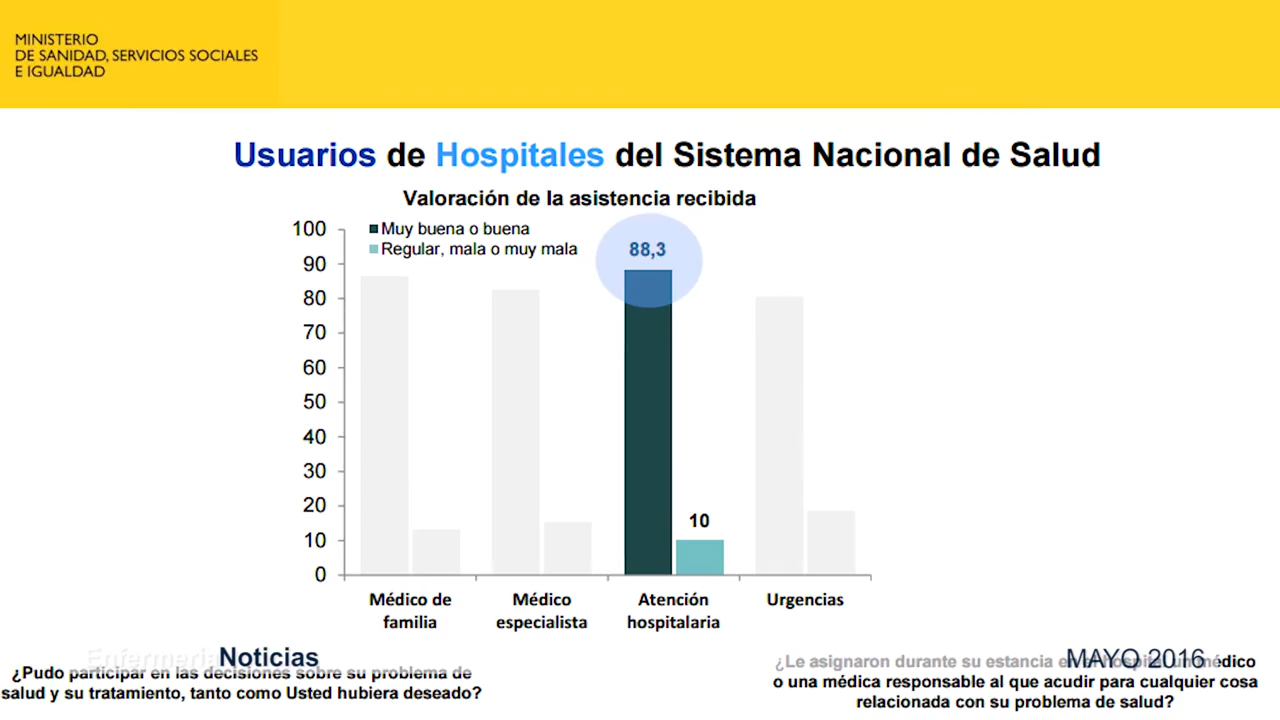 MINISTERIO
DE SANIDAD, SERVICIOS SOCIALES
E IGUALDAD
Usuarios de Hospitales del Sistema Nacional de Salud
Valoración de la asistencia recibida
Muy buena o buena
Regular, mala o muy mala
100
90
80
70
60
50
40
30
20
10
0
88,3
10
Médico de
familia
Médico
especialista
Atención
hospitalaria
Urgencias
Enfermería Noticias
MAYO 2016
¿Pudo participar en las decisiones sobre su problema de
salud y su tratamiento, tanto como Usted hubiera deseado?
¿Le asignaron durante su estancia en el hospital un médico
o una médica responsable al que acudir para cualquier cosa
relacionada con su problema de salud?